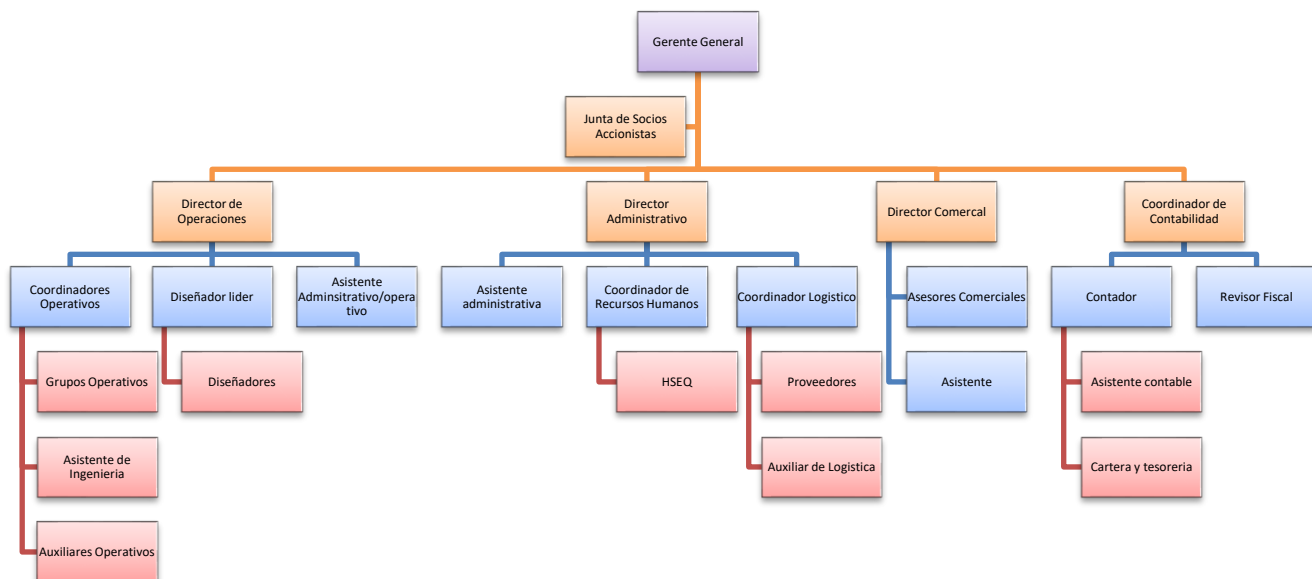 Gerente General
Junta de Socios
Accionistas
Director de
Operaciones
Director
Administrativo
Director Comercal
Coordinador de
Contabilidad
Coordinadores
Operativos
Diseñador lider
Asistente
Adminsitrativo/opera
tivo
Asistente
administrativa
Coordinador de
Recursos Humanos
Coordinador Logistico
Asesores Comerciales
Contador
Revisor Fiscal
Grupos Operativos
Diseñadores
HSEQ
Proveedores
Asistente
Asistente contable
Asistente de
Ingenieria
Auxiliar de Logistica
Cartera y tesoreria
Auxiliares Operativos